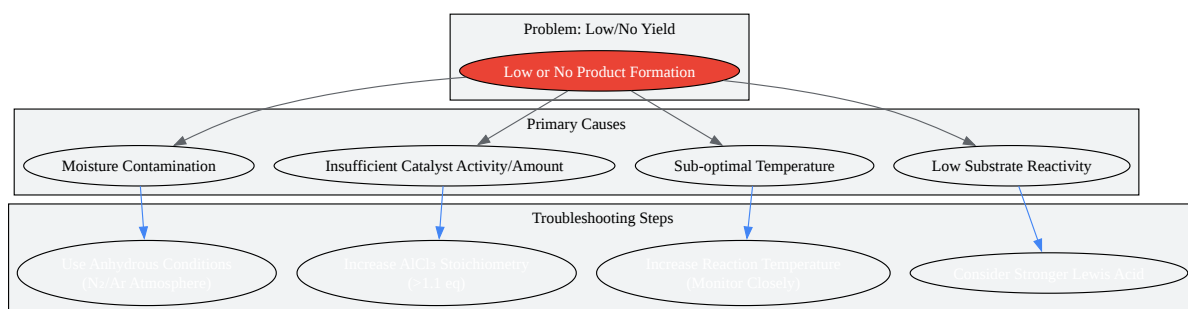 Problem: Low/No Yield
Low or No Product Formation
Primary Causes
Moisture Contamination
Insufficient Catalyst Activity/Amount
Sub-optimal Temperature
Low Substrate Reactivity
Troubleshooting Steps
Use Anhydrous Conditions
(N₂/Ar Atmosphere)
Increase AlCl₃ Stoichiometry
(>1.1 eq)
Increase Reaction Temperature
(Monitor Closely)
Consider Stronger Lewis Acid